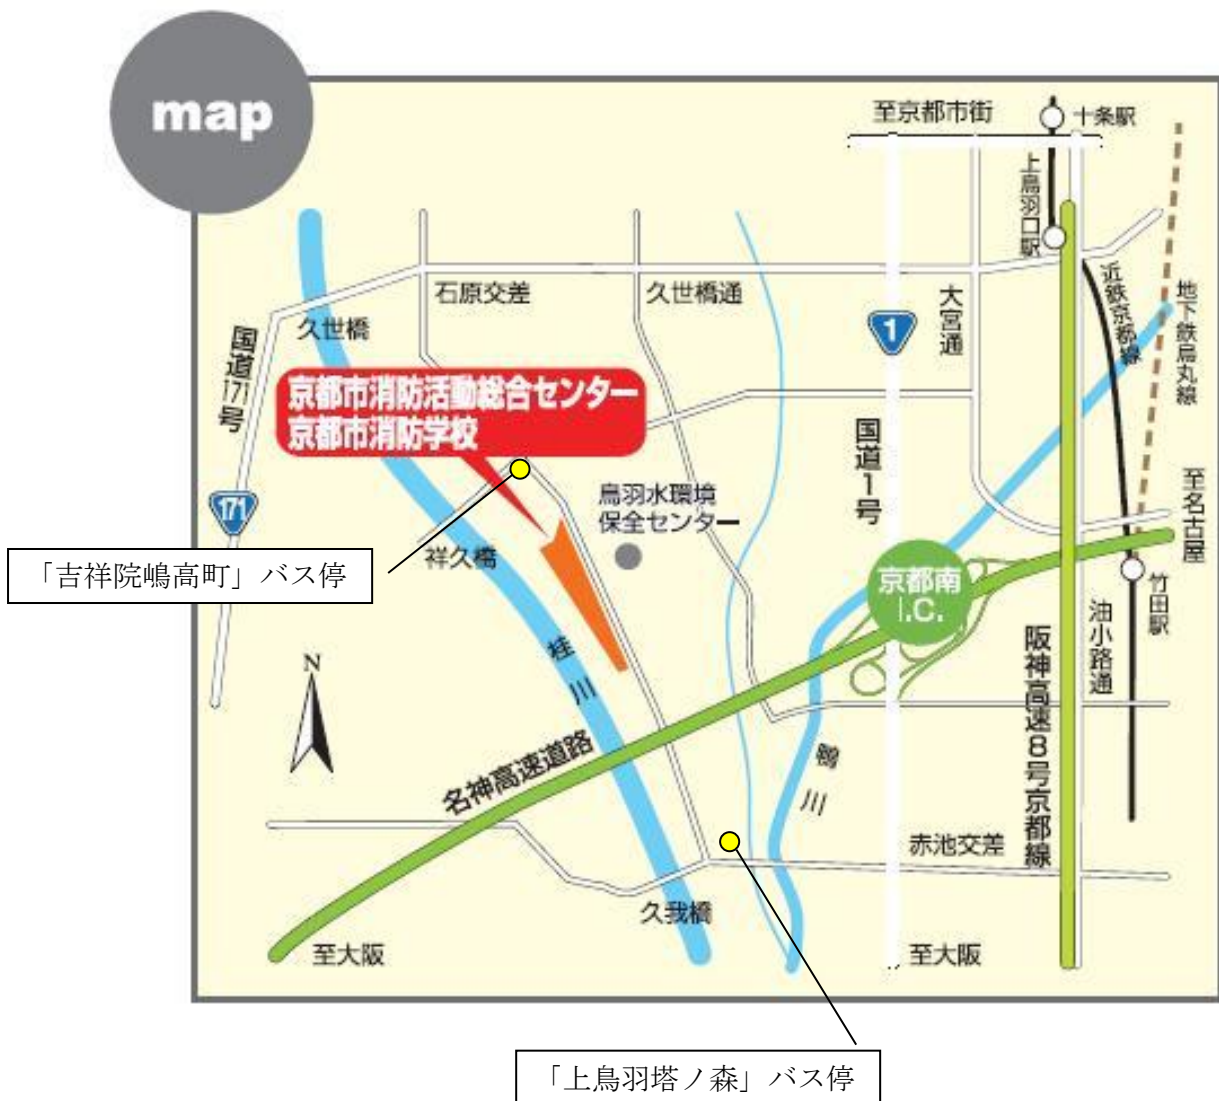 map
至京都市街
十条駅
上鳥羽口駅
石原交差
久世橋通
久世橋
国道171号
大宮通
近鉄京都線
地下鉄烏丸線
1
京都市消防活動総合センター
京都市消防学校
国道1号
171
鳥羽水環境
保全センター
至名古屋
「吉祥院嶋高町」バス停
祥久橋
京都南
I.C.
竹田駅
油小路通
阪神高速8号京都線
桂川
N
名神高速道路
鴨川
赤池交差
久我橋
至大阪
至大阪
「上鳥羽塔ノ森」バス停